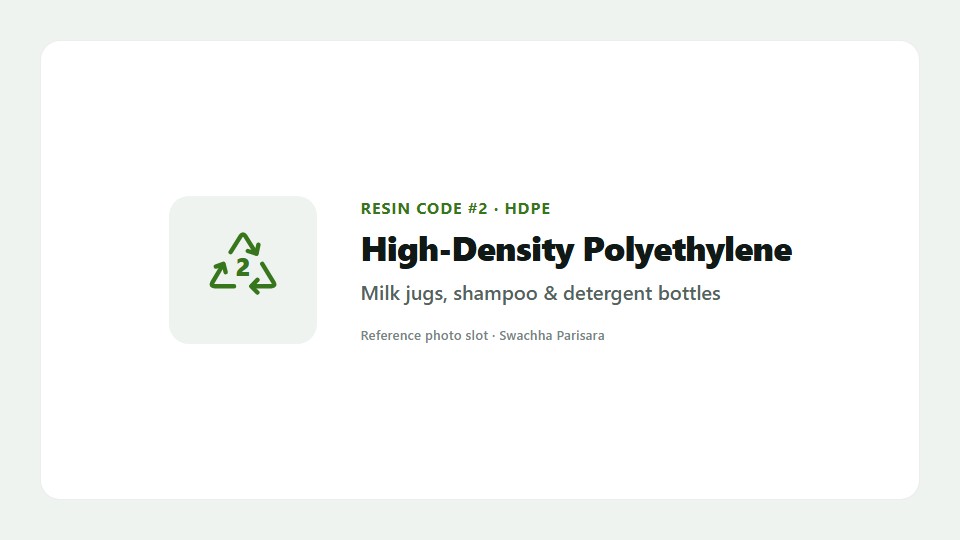 2
RESIN CODE #2 · HDPE
High-Density Polyethylene
Milk jugs, shampoo & detergent bottles
Reference photo slot · Swachha Parisara